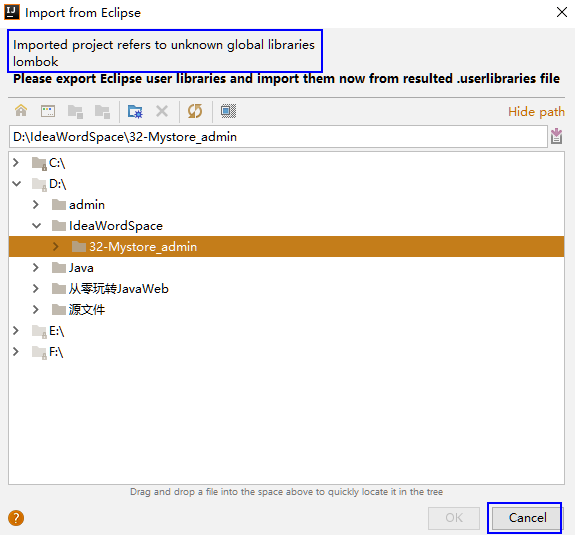 IJ
Import from Eclipse
Imported project refers to unknown global libraries
lombok
Please export Eclipse user libraries and import them now from resulted .userlibraries file
Hide path
D:\IdeaWordSpace\32-Mystore_admin
C:\
D:\
admin
IdeaWordSpace
32-Mystore_admin
Java
从零玩转JavaWeb
源文件
E:\
F:\
Drag and drop a file into the space above to quickly locate it in the tree
?
OK
Cancel